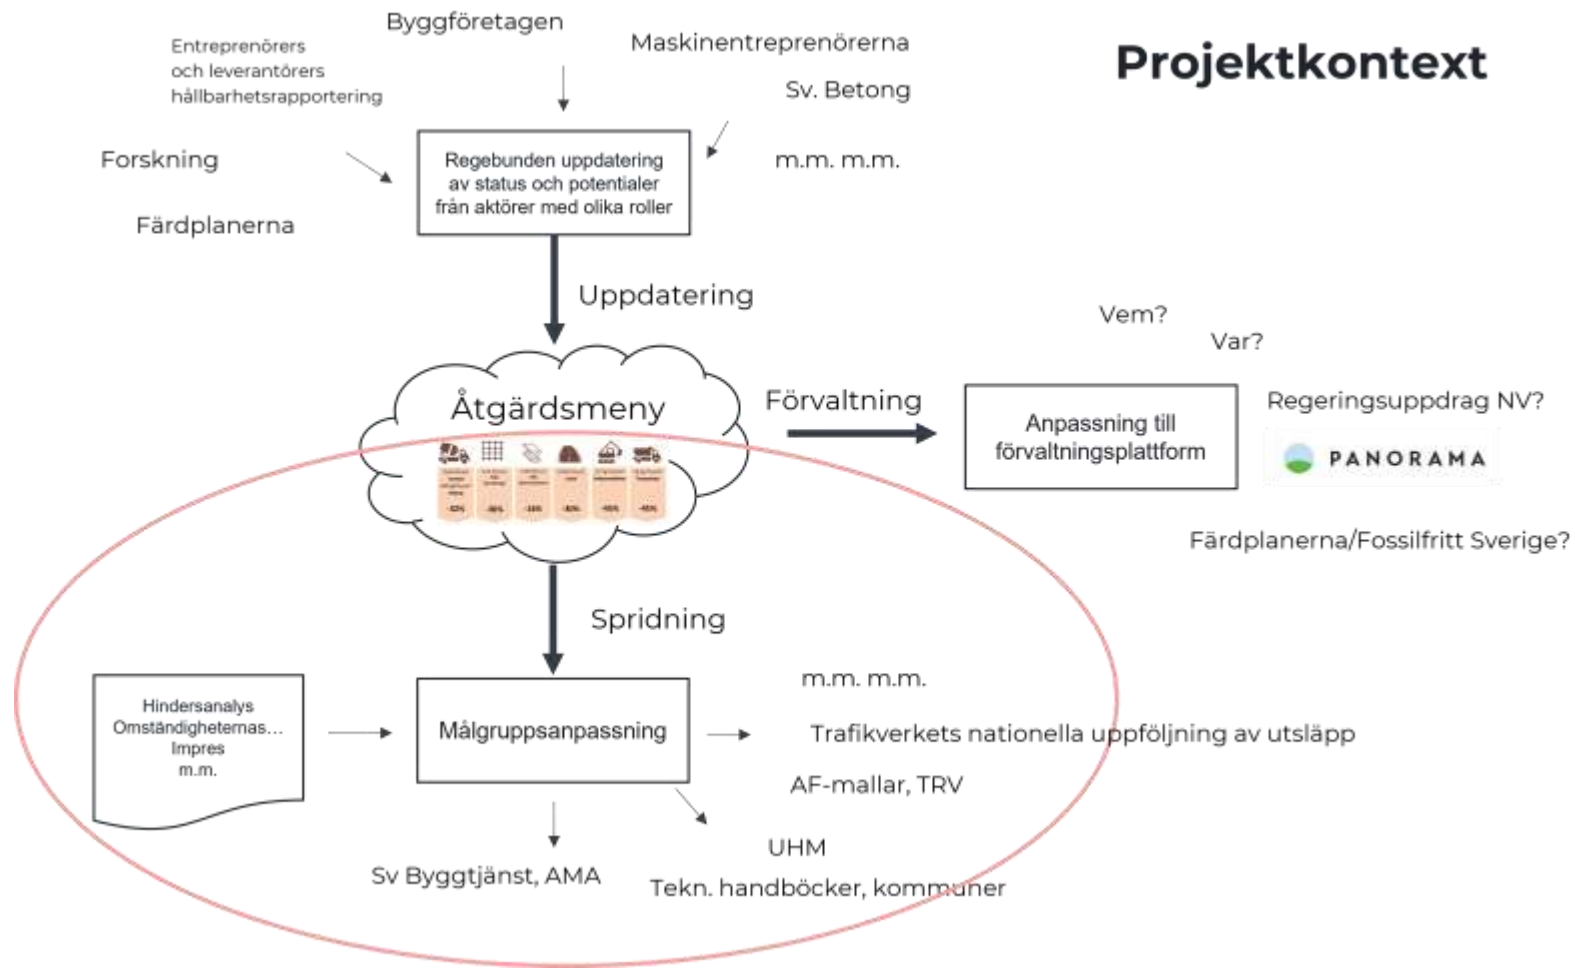 Projektkontext
Byggföretagen
Maskinentreprenörerna
Entreprenörers
och leverantörers
hållbarhetsrapportering
Sv. Betong
Forskning
m.m. m.m.
Färdplanerna
Regebunden uppdatering
av status och potentialer
från aktörer med olika roller
Uppdatering
Åtgärdsmeny
Förvaltning
Vem?
Var?
Anpassning till
förvaltningsplattform
Regeringsuppdrag NV?
PANORAMA
Färdplanerna/Fossilfritt Sverige?
Spridning
Hindersanalys
Omständigheternas...
Impres
m.m.
Målgruppsanpassning
m.m. m.m.
Trafikverkets nationella uppföljning av utsläpp
AF-mallar, TRV
UHM
Tekn. handböcker, kommuner
Sv Byggtjänst, AMA